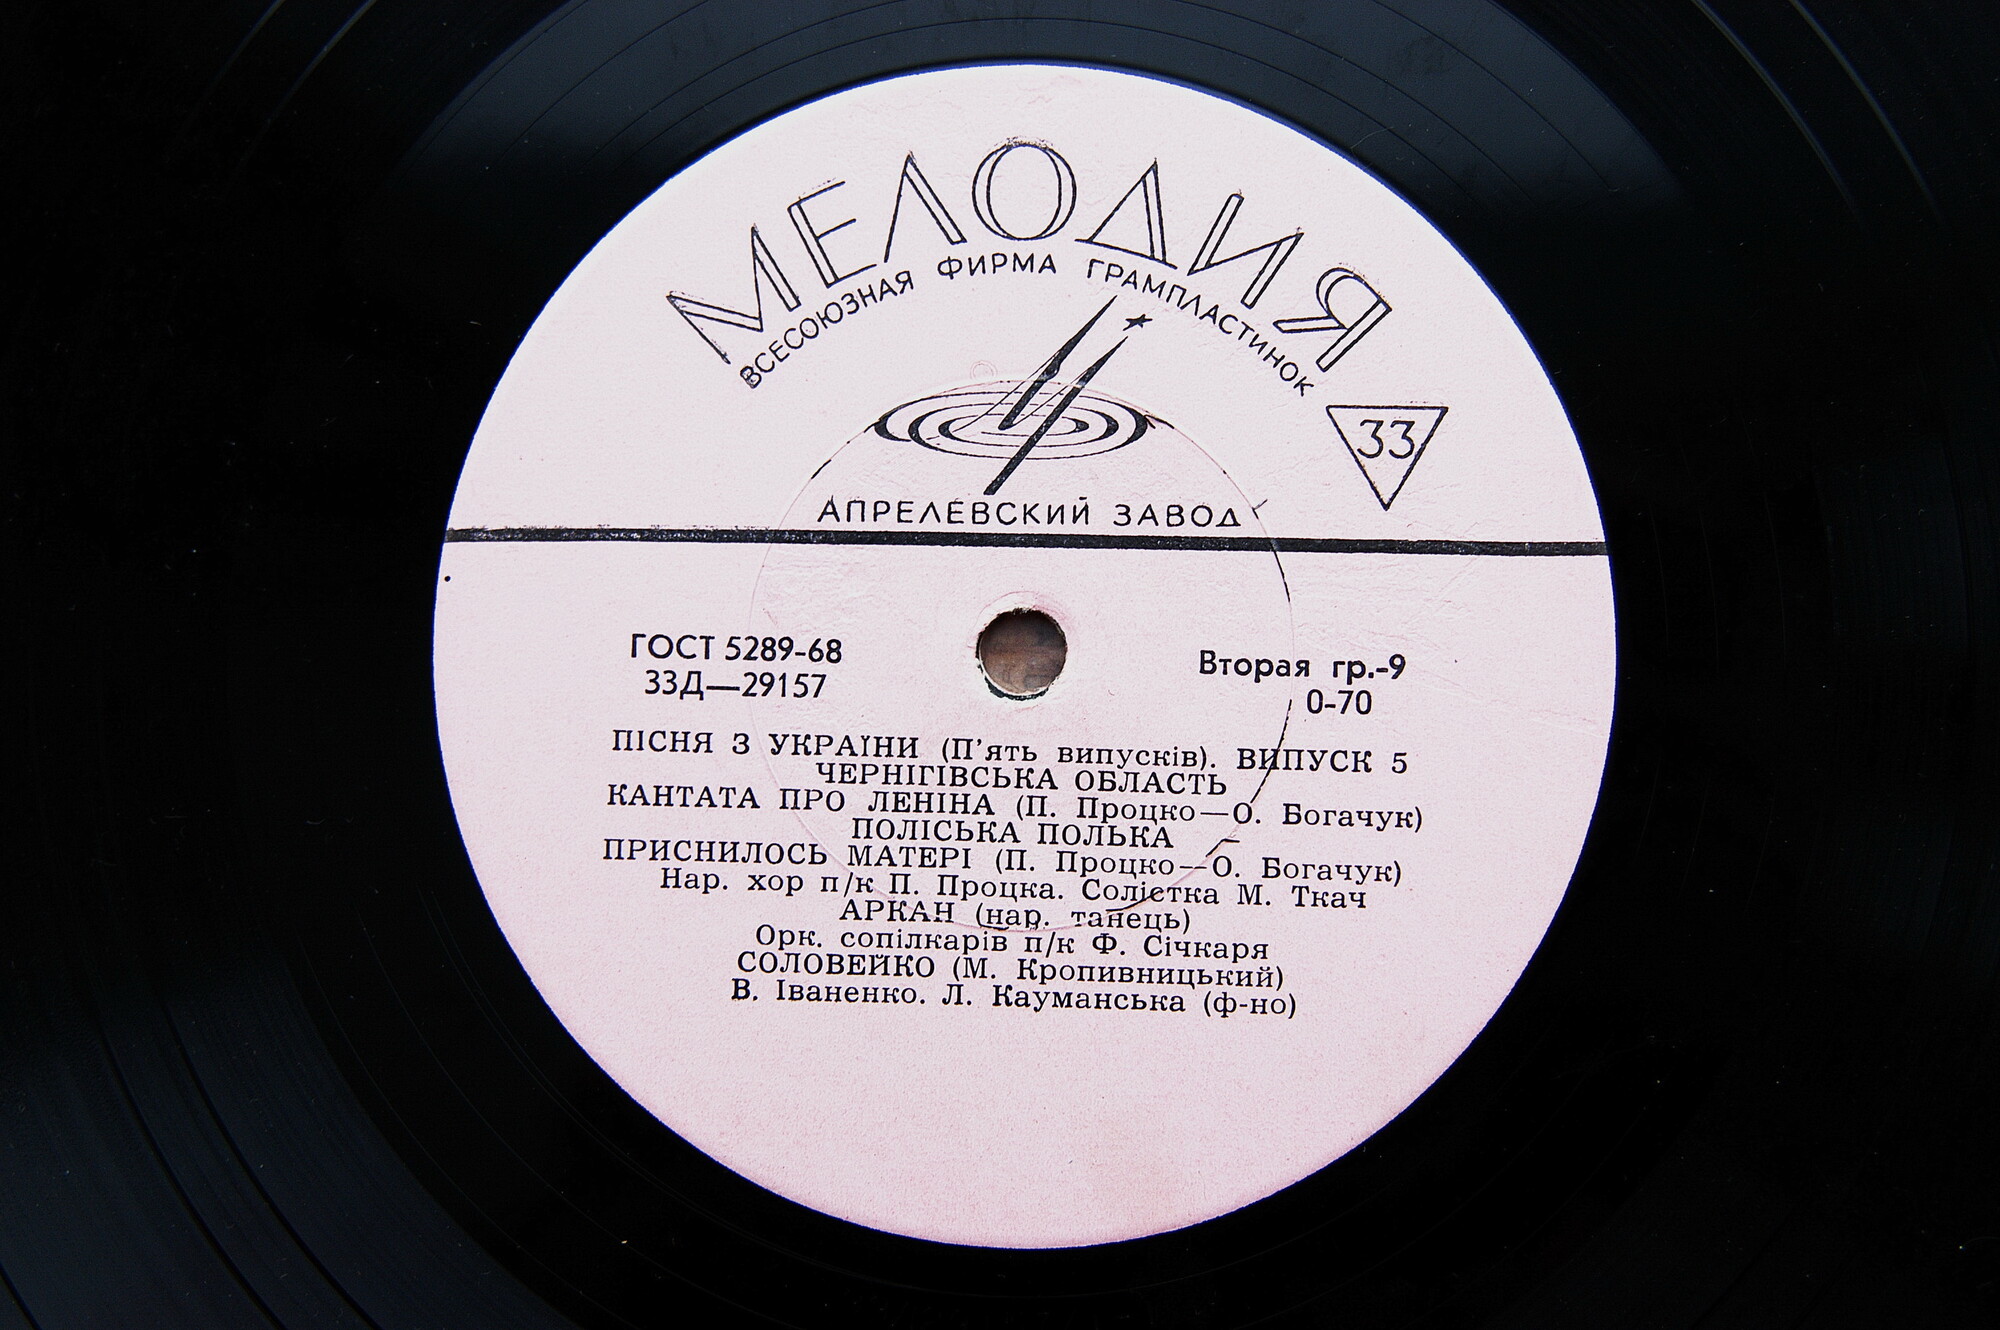 МЕЛОДИЯ
ВСЕСОЮЗНАЯ ФИРМА ГРАМПЛАСТИНОК
33
АПРЕЛЕВСКИЙ ЗАВОД
ГОСТ 5289-68
33Д—29157
Вторая гр.-9
0-70
ПІСНЯ З УКРАЇНИ (П'ять випусків). ВИПУСК 5
ЧЕРНІГІВСЬКА ОБЛАСТЬ
КАНТАТА ПРО ЛЕНІНА (П. Процко—О. Богачук)
ПОЛІСЬКА ПОЛЬКА
ПРИСНИЛОСЬ МАТЕРІ (П. Процко—О. Богачук)
Нар. хор п/к П. Процка. Солістка М. Ткач
АРКАН (нар. танець)
Орк. сопілкарів п/к Ф. Січкаря
СОЛОВЕЙКО (М. Кропивницький)
В. Іваненко. Л. Кауманська (ф-но)